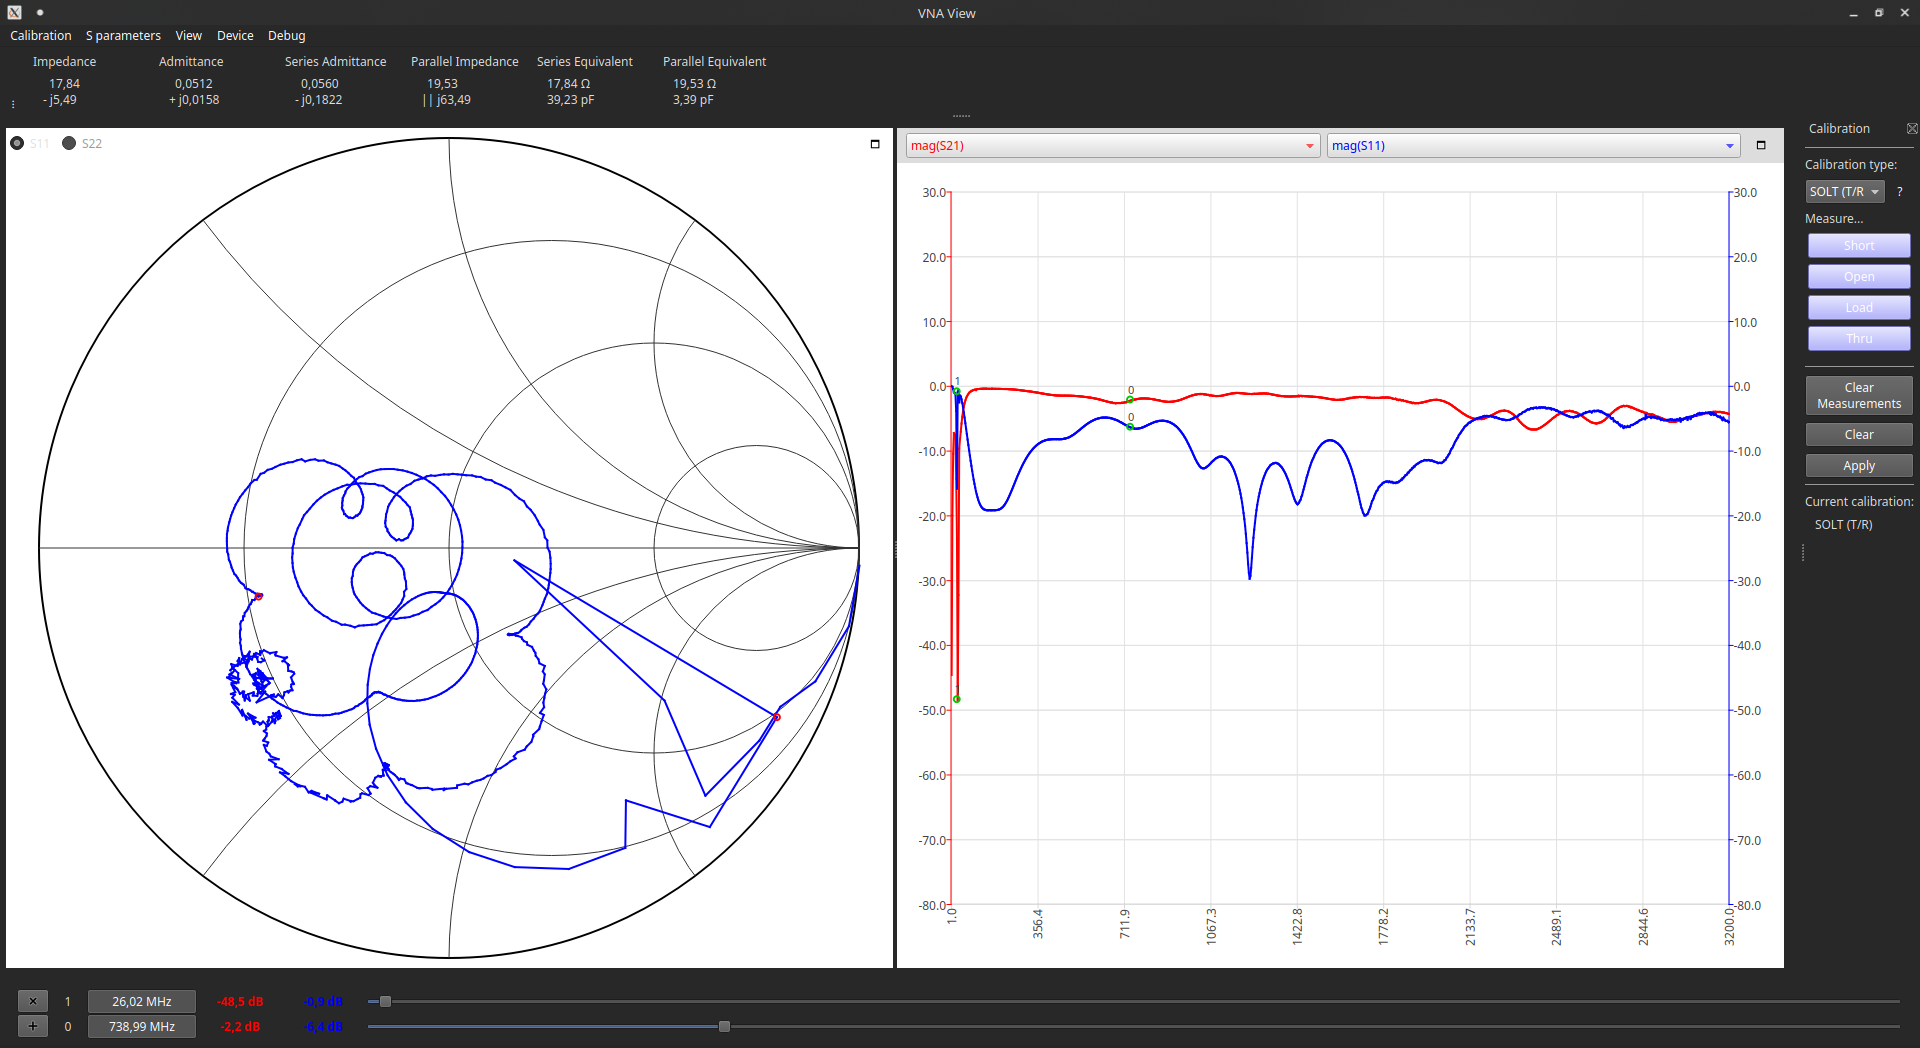 VNA View
Calibration S parameters View Device Debug
Impedance Admittance Series Admittance Parallel Impedance Series Equivalent Parallel Equivalent
17,84 0,0512 0,0560 19,53 17,84 Ω 19,53 Ω
- j5,49 + j0,0158 - j0,1822 || j63,49 39,23 pF 3,39 pF
S11 S22
mag(S21) mag(S11)
30.0 30.0
20.0 20.0
10.0 10.0
0.0 0.0
-10.0 -10.0
-20.0 -20.0
-30.0 -30.0
-40.0 -40.0
-50.0 -50.0
-60.0 -60.0
-70.0 -70.0
-80.0 -80.0
1 0
0
1.0 356.4 711.9 1067.3 1422.8 1778.2 2133.7 2489.1 2844.6 3200.0
Calibration
Calibration type:
SOLT (T/R ?
Measure...
Short
Open
Load
Thru
Clear
Measurements
Clear
Apply
Current calibration:
SOLT (T/R)
× 1 26,02 MHz -48,5 dB -0,9 dB
+ 0 738,99 MHz -2,2 dB -6,4 dB